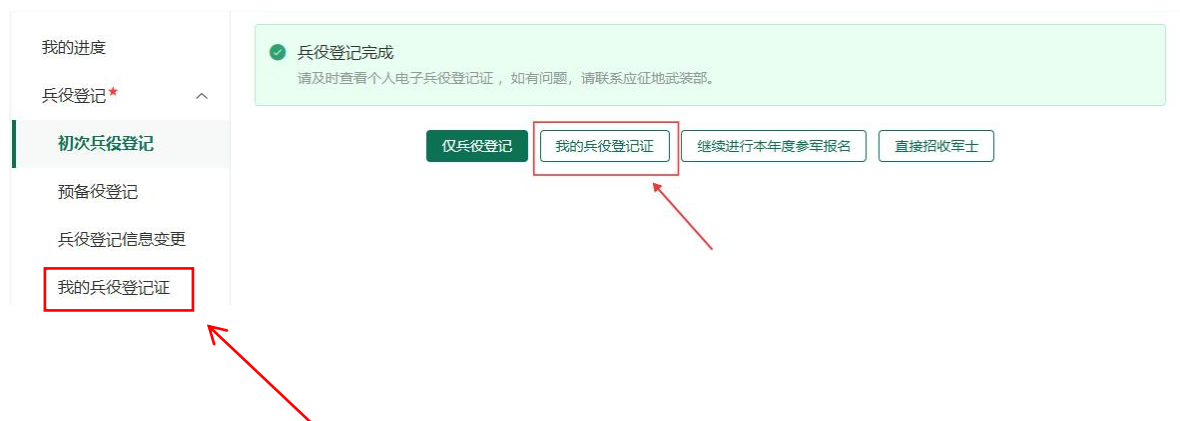 我的进度
兵役登记*
初次兵役登记
预备役登记
兵役登记信息变更
我的兵役登记证
兵役登记完成
请及时查看个人电子兵役登记证，如有问题，请联系应征地武装部。
仅兵役登记 我的兵役登记证 继续进行本年度参军报名 直接招收军士